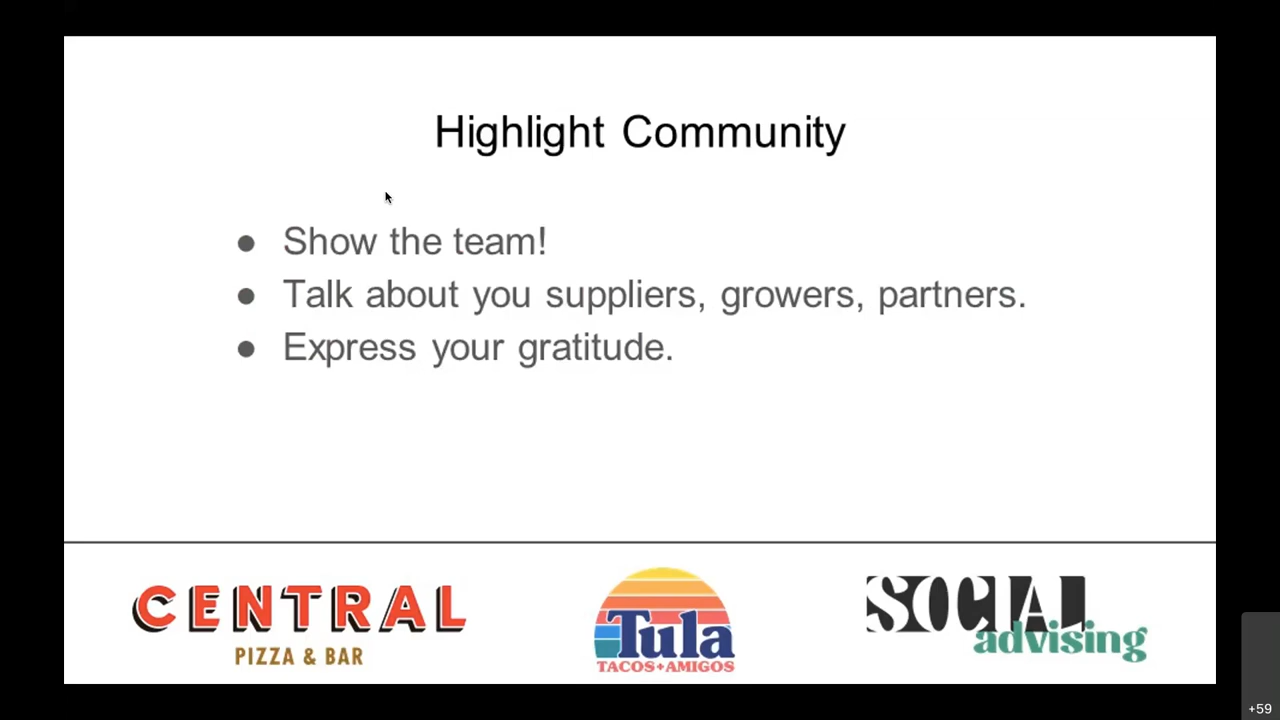 Highlight Community
● Show the team!
● Talk about you suppliers, growers, partners.
● Express your gratitude.
CENTRAL
PIZZA & BAR
Tula
TACOS+AMIGOS
SOCIAL
advising
+59